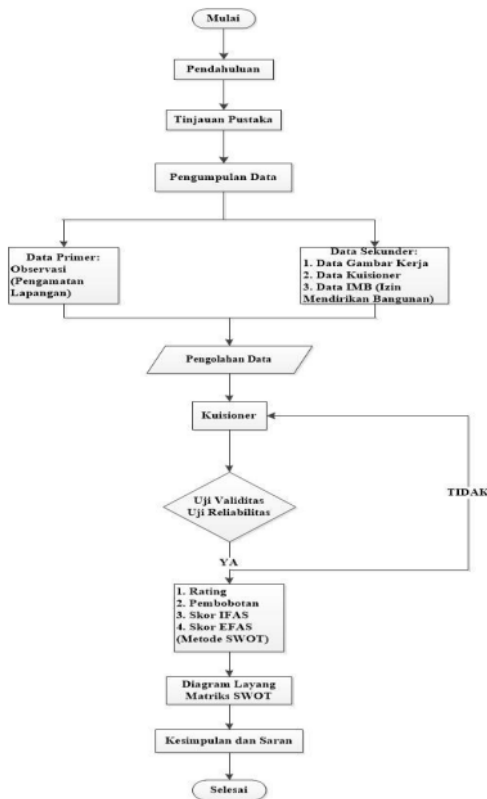 Mulai
Pendahuluan
Tinjauan Pustaka
Pengumpulan Data
Data Primer:
Observasi
(Pengamatan
Lapangan)
Data Sekunder:
1. Data Gambar Kerja
2. Data Kuisioner
3. Data IMB (Izin
Mendirikan Bangunan)
Pengolahan Data
Kuisioner
Uji Validitas
Uji Reliabilitas
TIDAK
YA
1. Rating
2. Pembobotan
3. Skor IFAS
4. Skor EFAS
(Metode SWOT)
Diagram Layang
Matriks SWOT
Kesimpulan dan Saran
Selesai